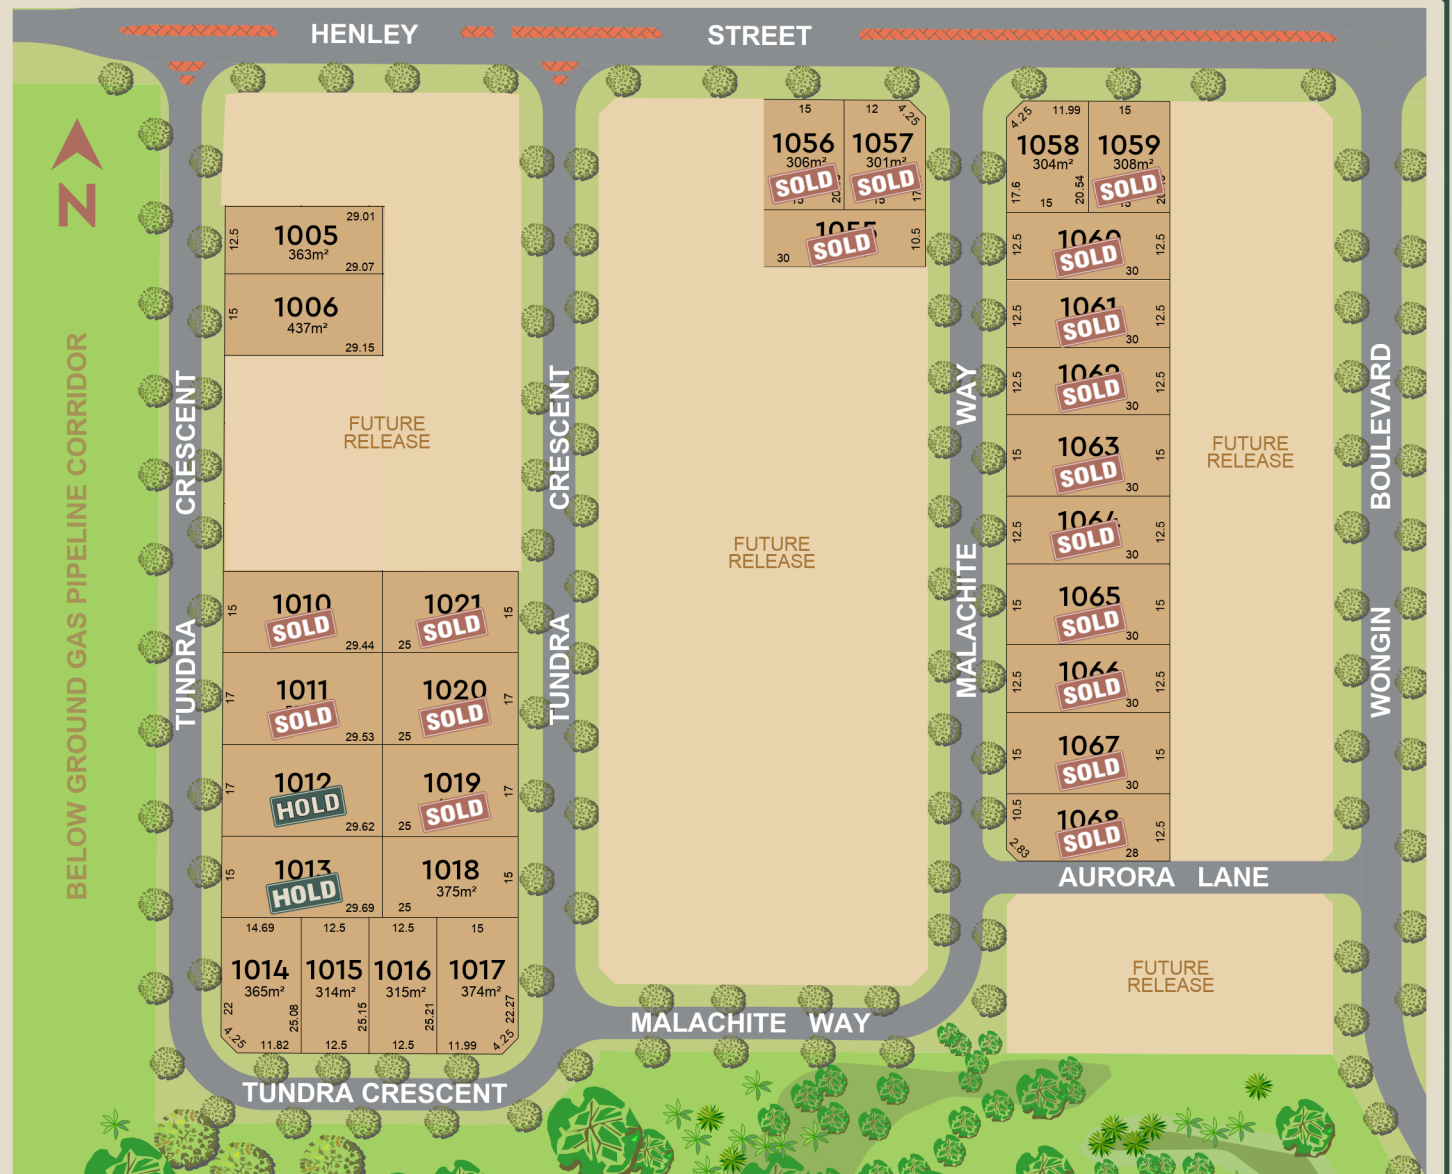 HENLEY STREET
N
BELOW GROUND GAS PIPELINE CORRIDOR
TUNDRA CRESCENT
TUNDRA CRESCENT
MALACHITE WAY
WONGIN BOULEVARD
29.01
12.5
1005
363m²
29.07
15
1006
437m²
29.15
FUTURE
RELEASE
15
1010
SOLD
29.44
1021
SOLD
15
25
17
1011
SOLD
29.53
1020
SOLD
17
25
17
1012
HOLD
29.62
1019
SOLD
17
25
15
1013
HOLD
29.69
1018
375m²
15
25
14.69
1014
365m²
22
4.25
11.82
25.08
12.5
1015
314m²
25.15
12.5
12.5
1016
315m²
25.21
12.5
15
1017
374m²
22.27
11.99
4.25
TUNDRA CRESCENT
15
1056
306m²
SOLD
12
4.25
1057
301m²
SOLD
1055
SOLD
10.5
30
FUTURE
RELEASE
MALACHITE WAY
4.25
11.99
1058
304m²
17.6
15
20.54
15
1059
308m²
SOLD
12.5
1060
SOLD
12.5
30
12.5
1061
SOLD
12.5
30
12.5
1062
SOLD
12.5
30
15
1063
SOLD
15
30
12.5
1064
SOLD
12.5
30
15
1065
SOLD
15
30
12.5
1066
SOLD
12.5
30
15
1067
SOLD
15
30
10.5
1068
SOLD
12.5
2.83
28
FUTURE
RELEASE
AURORA LANE
FUTURE
RELEASE